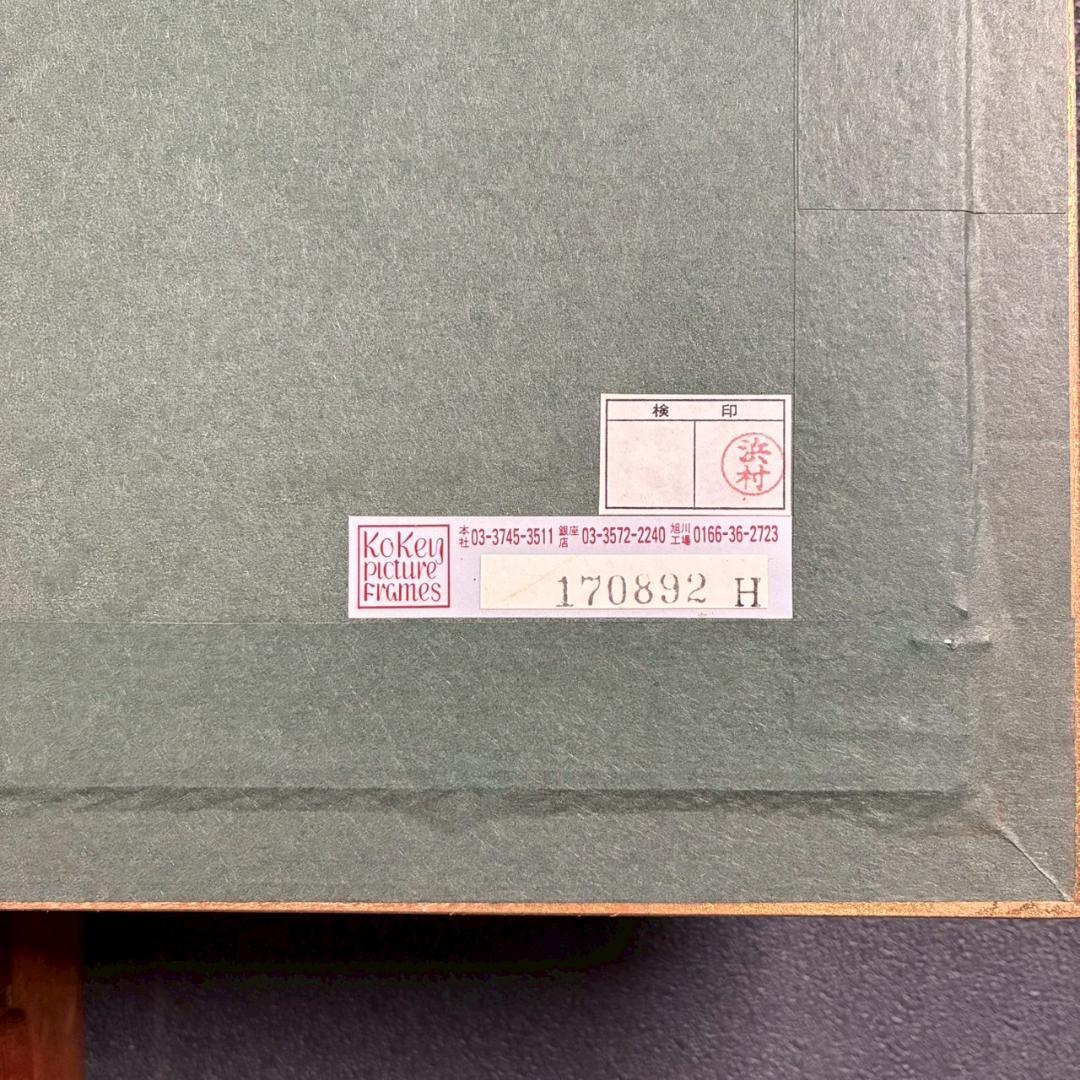 検 印
浜村
KoKey
picture
Frames
本社 03-3745-3511 銀座店 03-3572-2240 旭川工場 0166-36-2723
170892 H